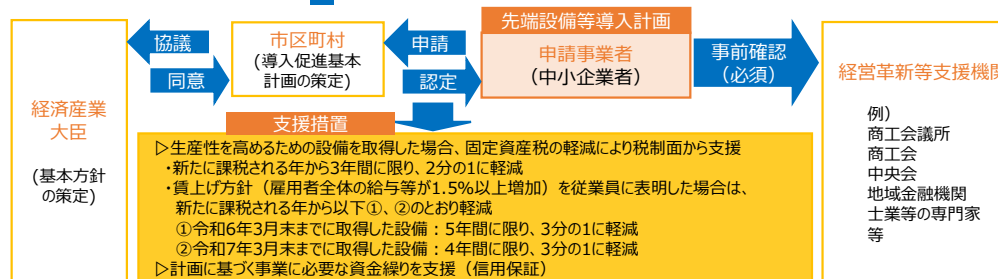 先端設備等導入計画
協議
同意
市区町村
(導入促進基本
計画の策定)
申請
認定
申請事業者
(中小企業者)
事前確認
(必須)
経済産業
大臣
(基本方針
の策定)
経営革新等支援機関
例）
商工会議所
商工会
中央会
地域金融機関
士業等の専門家
等
支援措置
▷生産性を高めるための設備を取得した場合、固定資産税の軽減により税制面から支援
・新たに課税される年から3年間に限り、2分の1に軽減
・賃上げ方針（雇用者全体の給与等が1.5%以上増加）を従業員に表明した場合は、
新たに課税される年から以下①、②のとおり軽減
①令和6年3月末までに取得した設備：5年間に限り、3分の1に軽減
②令和7年3月末までに取得した設備：4年間に限り、3分の1に軽減
▷計画に基づく事業に必要な資金繰りを支援（信用保証）